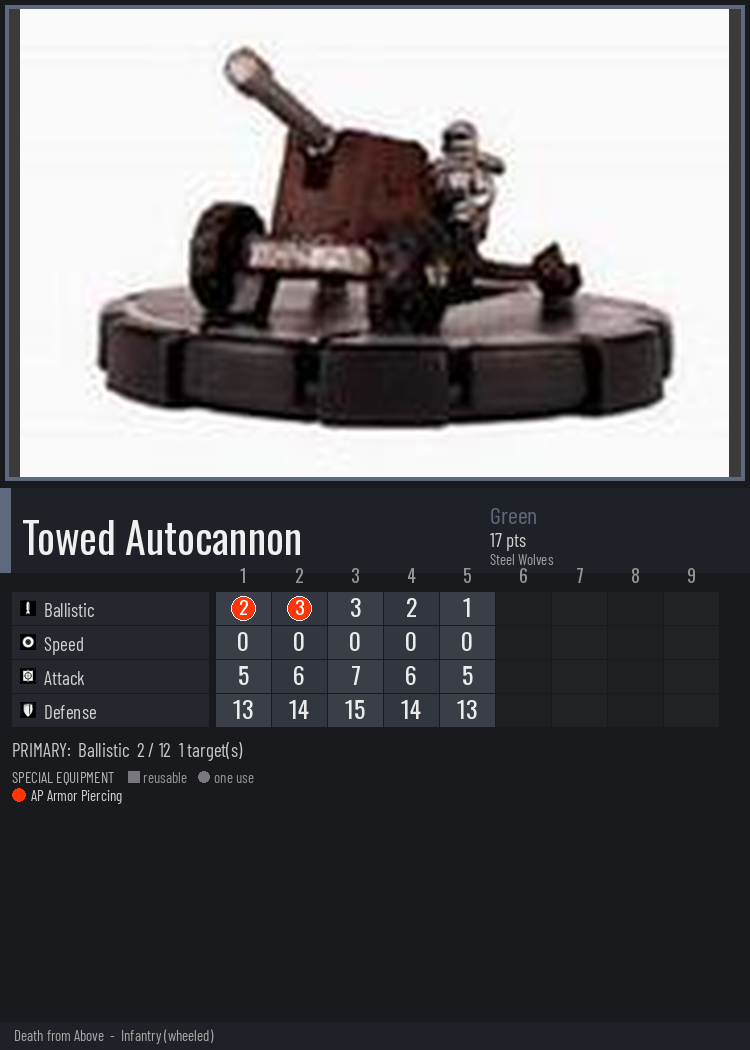 Towed Autocannon
Green
17 pts
Steel Wolves
1 2 3 4 5 6 7 8 9
Ballistic 2 3 3 2 1
Speed 0 0 0 0 0
Attack 5 6 7 6 5
Defense 13 14 15 14 13
PRIMARY: Ballistic 2 / 12 1 target(s)
SPECIAL EQUIPMENT reusable one use
AP Armor Piercing
Death from Above - Infantry (wheeled)